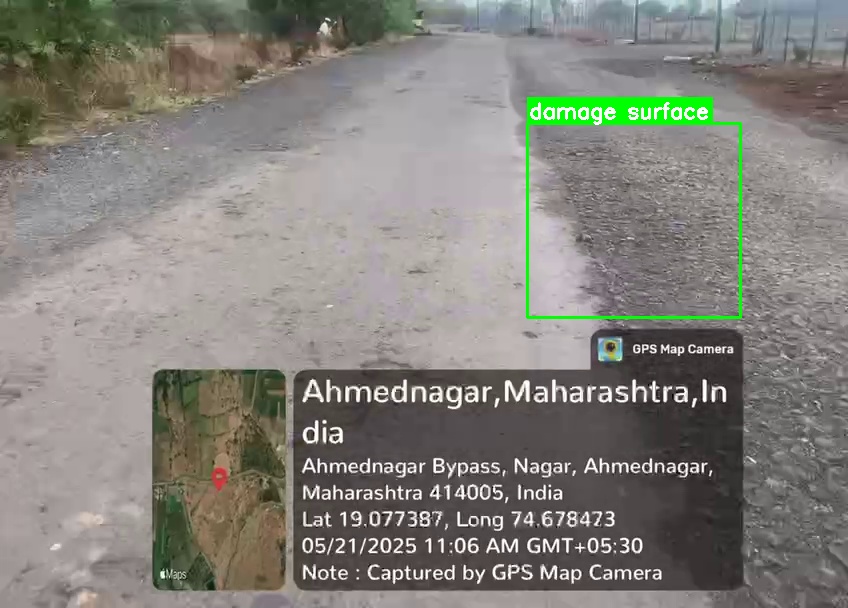 damage surface
GPS Map Camera
Ahmednagar,Maharashtra,In
dia
Ahmednagar Bypass, Nagar, Ahmednagar,
Maharashtra 414005, India
Lat 19.077387, Long 74.678473
05/21/2025 11:06 AM GMT+05:30
Note : Captured by GPS Map Camera
Maps